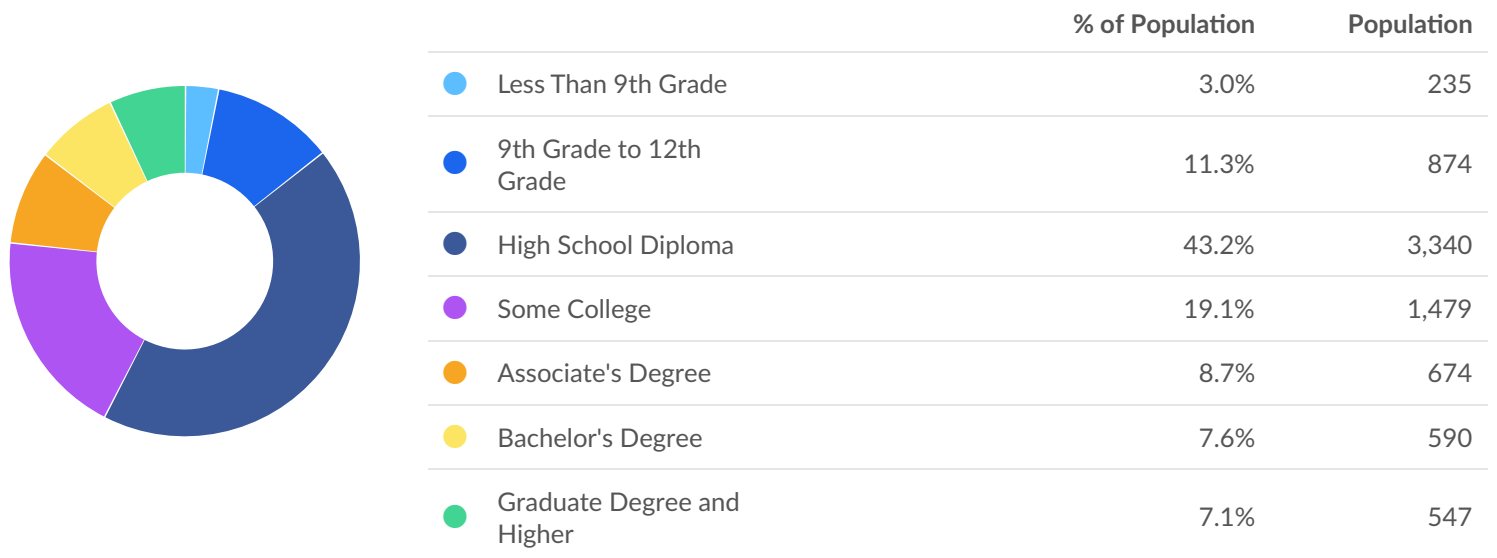 % of Population Population
Less Than 9th Grade 3.0% 235
9th Grade to 12th
Grade 11.3% 874
High School Diploma 43.2% 3,340
Some College 19.1% 1,479
Associate's Degree 8.7% 674
Bachelor's Degree 7.6% 590
Graduate Degree and
Higher 7.1% 547